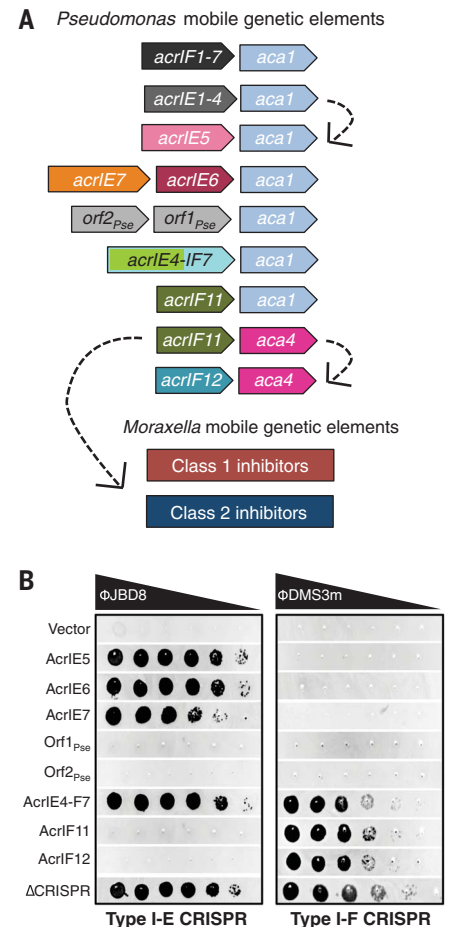 A Pseudomonas mobile genetic elements
acrIF1-7 aca1
acrIE1-4 aca1
acrIE5 aca1
acrIE7 acrIE6 aca1
orf2Pse orf1Pse aca1
acrIE4-IF7 aca1
acrIF11 aca1
acrIF11 aca4
acrIF12 aca4
Moraxella mobile genetic elements
Class 1 inhibitors
Class 2 inhibitors
B
ΦJBD8 ΦDMS3m
Vector
AcrIE5
AcrIE6
AcrIE7
Orf1Pse
Orf2Pse
AcrIE4-F7
AcrIF11
AcrIF12
ΔCRISPR
Type I-E CRISPR Type I-F CRISPR